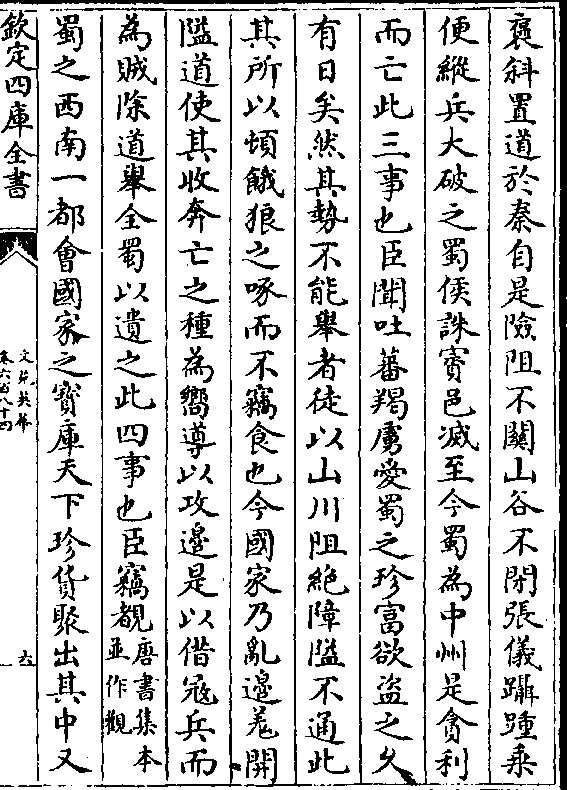 襃斜置道於秦自是險阻不關山谷不閉張儀躡踵乗
便縱兵大破之蜀侯誅賨邑滅至今蜀為中州是貪利
而亡此三事也臣聞吐蕃羯虜愛蜀之珍富欲盜之久
有日矣然其勢不能舉者徒以山川阻絶障隘不通此
其所以頓餓狼之喙而不竊食也今國家乃亂邊羌開
隘道使其收奔亡之種為嚮導以攻邊是以借冦兵而
為賊除道舉全蜀以遺之此四事也臣竊覩唐書集本
並作觀
蜀之西南一都會國家之寳庫天下珍貨聚出其中又
欽定四庫全書
文苑英華
卷六百八十四
六